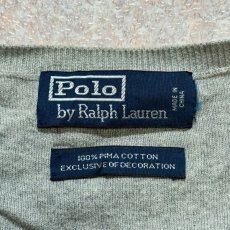 Polo
by Ralph Lauren
MADE IN
CHINA
100% PIMA COTTON
EXCLUSIVE OF DECORATION